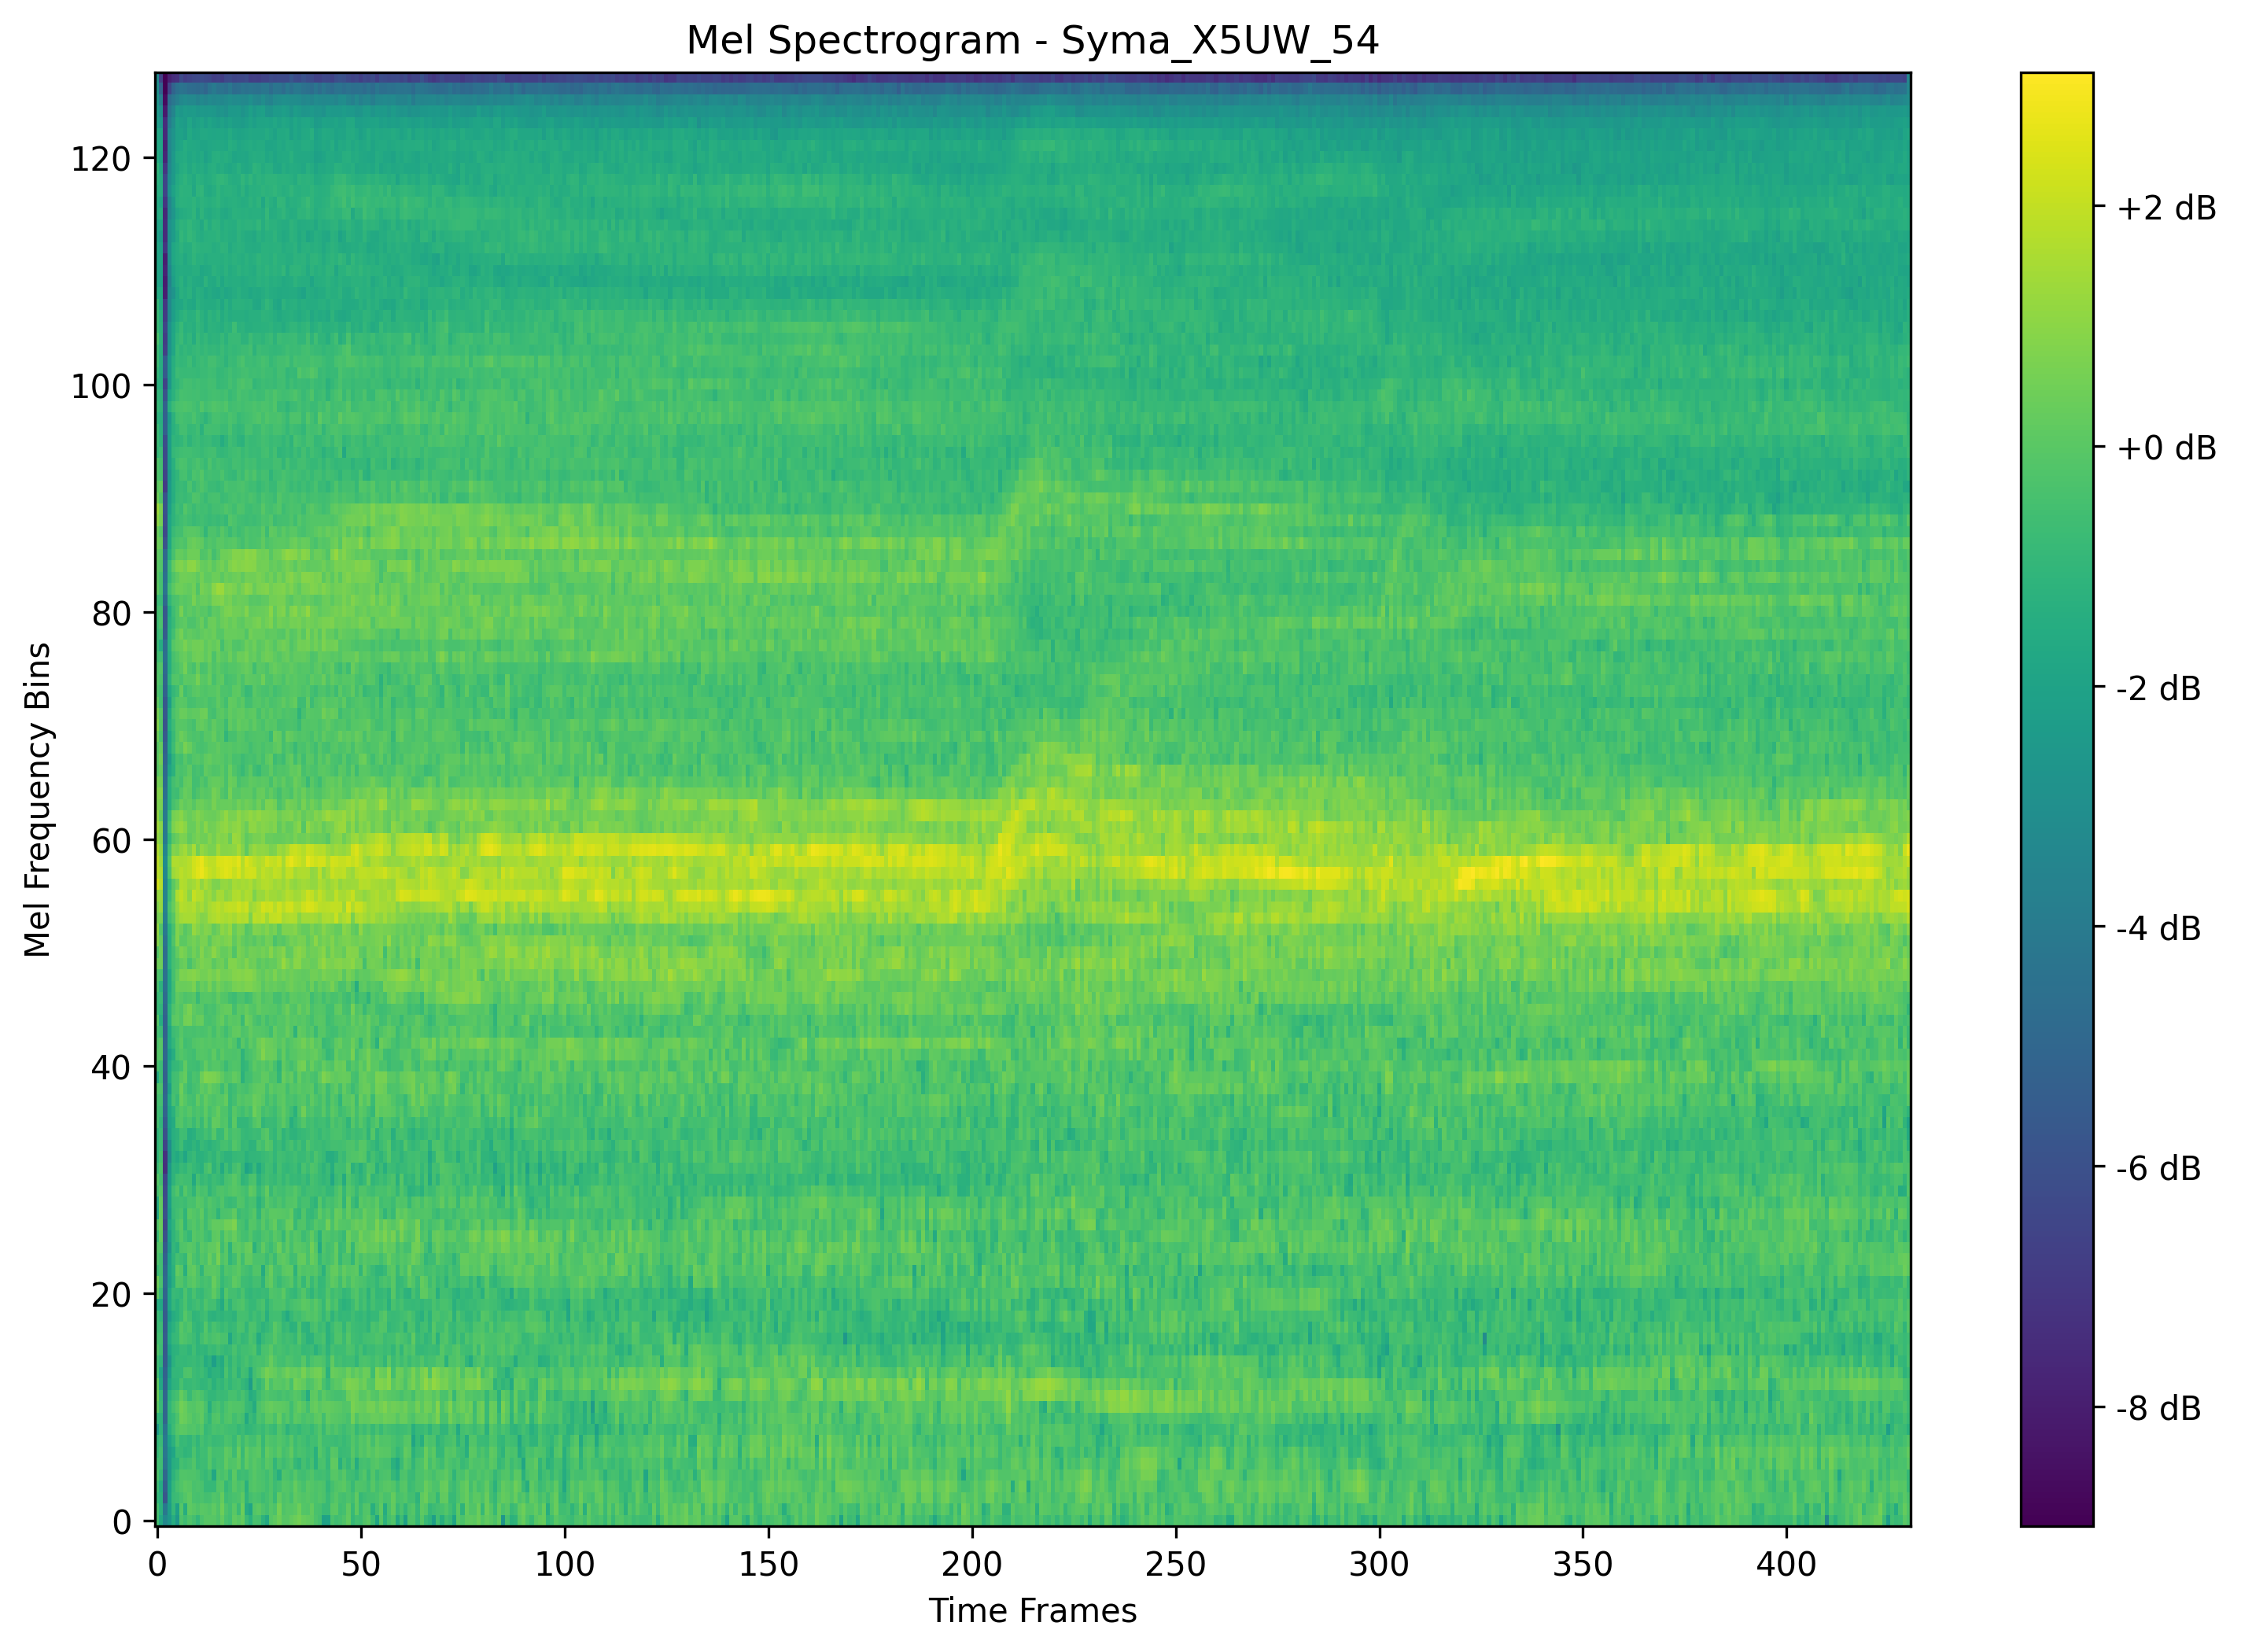 Mel Spectrogram - Syma_X5UW_54
Mel Frequency Bins
120
100
80
60
40
20
0
0 50 100 150 200 250 300 350 400
Time Frames
+2 dB
+0 dB
-2 dB
-4 dB
-6 dB
-8 dB